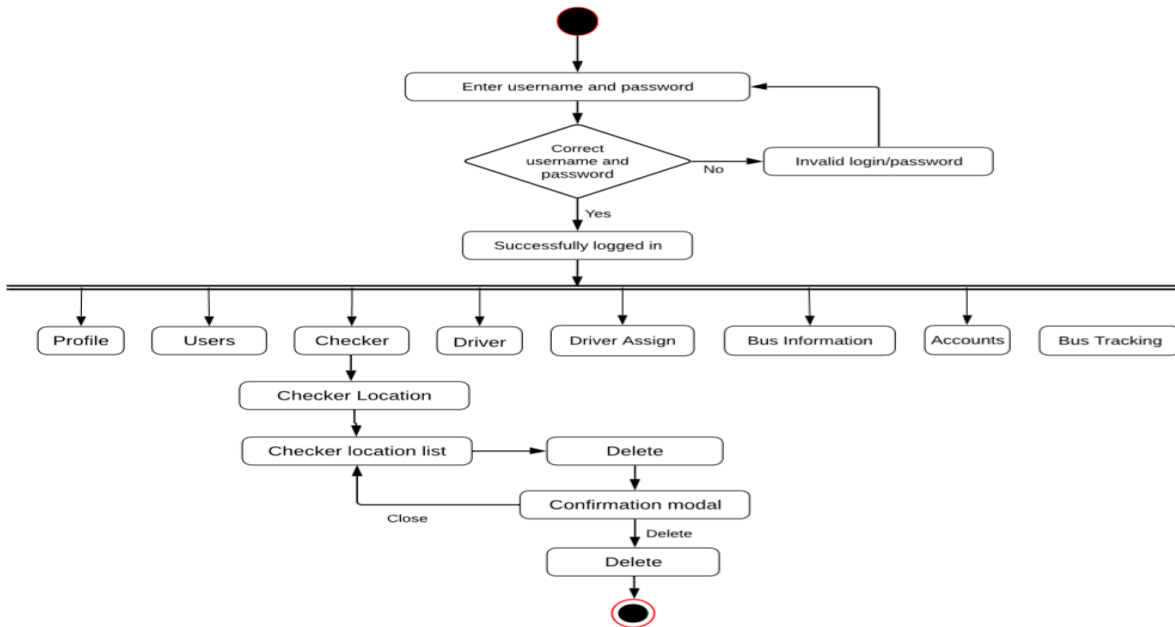 Enter username and password
Correct
username and
password
No
Invalid login/password
Yes
Successfully logged in
Profile
Users
Checker
Driver
Driver Assign
Bus Information
Accounts
Bus Tracking
Checker Location
Checker location list
Delete
Confirmation modal
Close
Delete
Delete